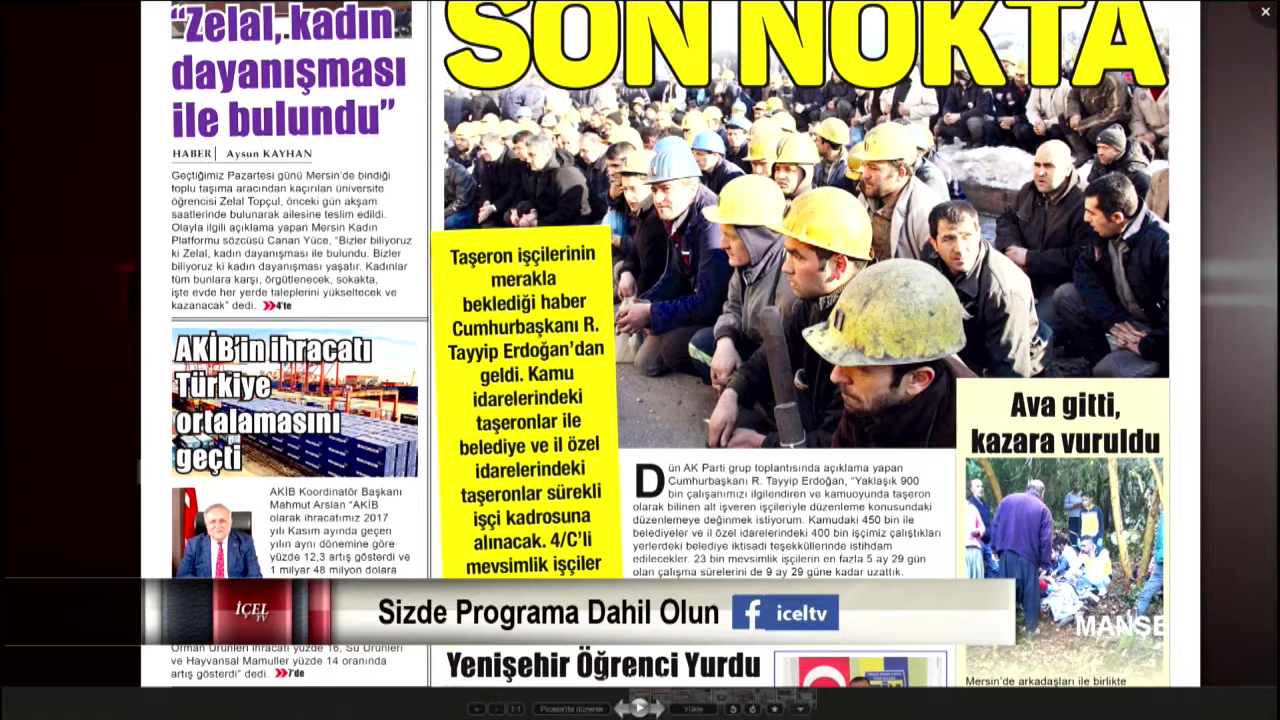 "Zelal, kadın
dayanışması
ile bulundu"
HABER | Aysun KAYHAN
Geçtiğimiz Pazartesi günü Mersin'de bindiği
toplu taşıma aracından kaçırılan üniversite
öğrencisi Zelal Topçul, önceki gün akşam
saatlerinde bulunarak ailesine teslim edildi.
Olayla ilgili açıklama yapan Mersin Kadın
Platformu sözcüsü Canan Yüce, "Bizler biliyoruz
ki Zelal, kadın dayanışması ile bulundu. Bizler
biliyoruz ki kadın dayanışması yaşatır. Kadınlar
tüm bunlara karşı, örgütlenecek, sokakta,
işte evde her yerde taleplerini yükseltecek ve
kazanacak" dedi. 4'te
AKİB'in ihracatı
Türkiye
ortalamasını
geçti
AKİB Koordinatör Başkanı
Mahmut Arslan "AKİB
olarak ihracatımız 2017
yılı Kasım ayında geçen
yılın aynı dönemine göre
yüzde 12,3 artış gösterdi ve
1 milyar 48 milyon dolara
Orman Ürünleri ihracatı yüzde 16, Su Ürünleri
ve Hayvansal Mamuller yüzde 14 oranında
artış gösterdi" dedi. 7'de
SON NOKTA
Taşeron işçilerinin
merakla
beklediği haber
Cumhurbaşkanı R.
Tayyip Erdoğan'dan
geldi. Kamu
idarelerindeki
taşeronlar ile
belediye ve il özel
idarelerindeki
taşeronlar sürekli
işçi kadrosuna
alınacak. 4/C'li
mevsimlik işçiler
Dün AK Parti grup toplantısında açıklama yapan
Cumhurbaşkanı R. Tayyip Erdoğan, "Yaklaşık 900
bin çalışanımızı ilgilendiren ve kamuoyunda taşeron
olarak bilinen alt işveren işçileriyle düzenleme konusundaki
düzenlemeye değinmek istiyorum. Kamudaki 450 bin ile
belediyeler ve il özel idarelerindeki 400 bin işçimiz çalıştıkları
yerlerdeki belediye iktisadi teşekküllerinde istihdam
edilecekler. 23 bin mevsimlik işçilerin en fazla 5 ay 29 gün
olan çalışma sürelerini de 9 ay 29 güne kadar uzattık.
Ava gitti,
kazara vuruldu
MANŞE
Mersin'de arkadaşları ile birlikte
İÇEL
TV
Sizde Programa Dahil Olun
f iceltv
Yenişehir Öğrenci Yurdu
1:1
Picasa'da düzenle
Yükle